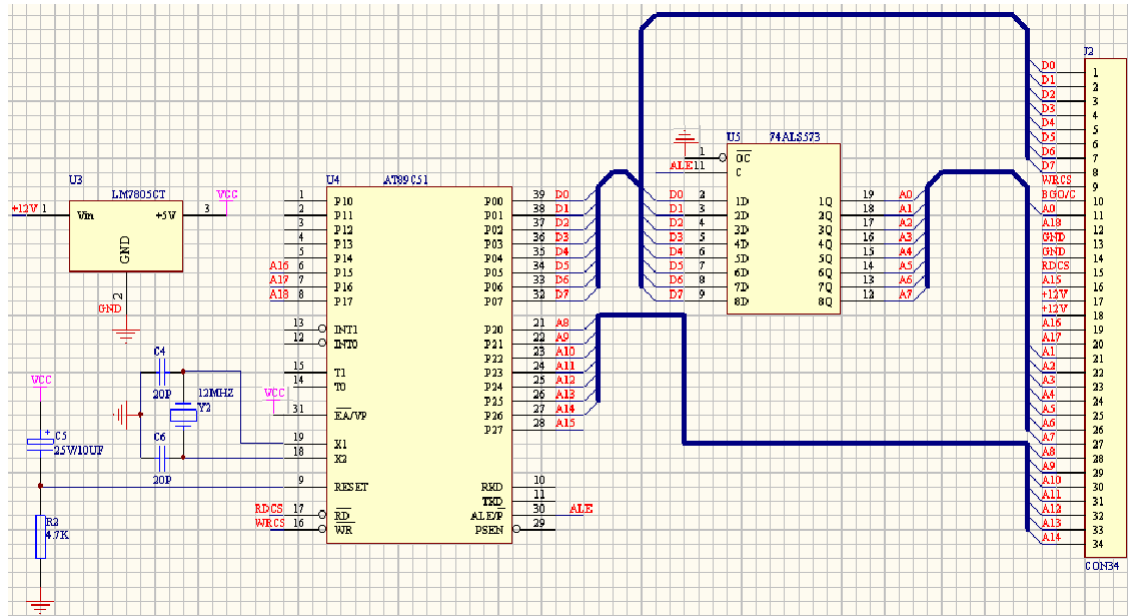 U3
LM7805CT
+12V 1 Vin +5V 3 VCC
GND
2
GND
U4 AT89C51
1 P10 P00 39 D0
2 P11 P01 38 D1
3 P12 P02 37 D2
4 P13 P03 36 D3
5 P14 P04 35 D4
A16 6 P15 P05 34 D5
A17 7 P16 P06 33 D6
A18 8 P17 P07 32 D7
13 INT1 P20 21 A8
12 INT0 P21 22 A9
P22 23 A10
15 T1 P23 24 A11
14 T0 P24 25 A12
P25 26 A13
VCC 31 EA/VP P26 27 A14
P27 28 A15
19 X1
18 X2
9 RESET RXD 10
TXD 11
RDCS 17 RD ALE/P 30 ALE
WRCS 16 WR PSEN 29
C4
20P
12MHZ
Y2
C6
20P
VCC
+
C5
25V/10UF
R2
4.7K
U5 74ALS573
1 OC
ALE 11 C
D0 2 1D 1Q 19 A0
D1 3 2D 2Q 18 A1
D2 4 3D 3Q 17 A2
D3 5 4D 4Q 16 A3
D4 6 5D 5Q 15 A4
D5 7 6D 6Q 14 A5
D6 8 7D 7Q 13 A6
D7 9 8D 8Q 12 A7
J2
D0 1
D1 2
D2 3
D3 4
D4 5
D5 6
D6 7
D7 8
WRCS 9
BGO/C 10
A0 11
A18 12
GND 13
GND 14
RDCS 15
A15 16
+12V 17
+12V 18
A16 19
A17 20
A1 21
A2 22
A3 23
A4 24
A5 25
A6 26
A7 27
A8 28
A9 29
A10 30
A11 31
A12 32
A13 33
A14 34
CON34